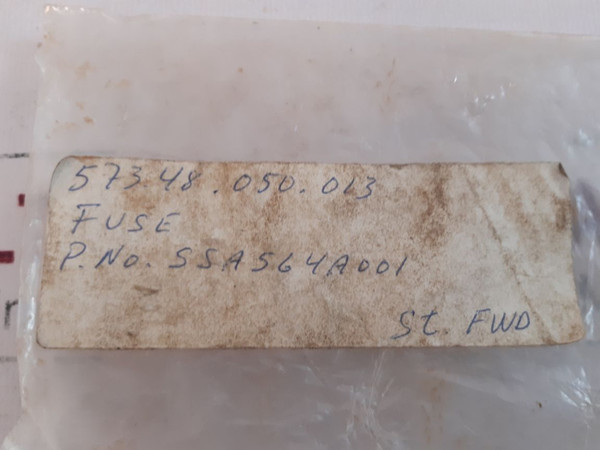 573.48.050.013
FUSE
P.No. SSA564A001
St. FWD